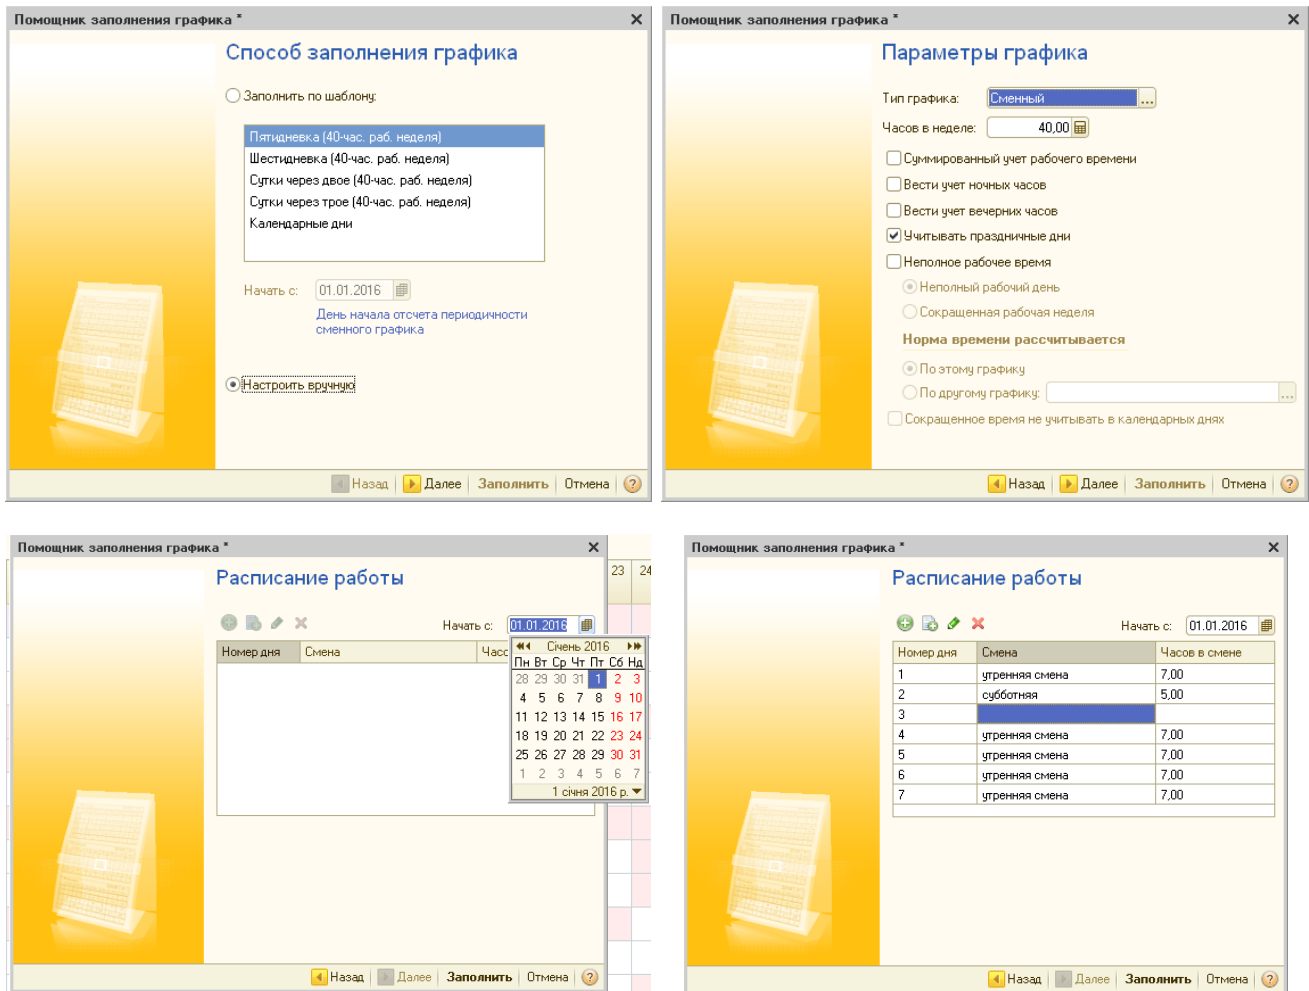 Помощник заполнения графика *
Способ заполнения графика
Заполнить по шаблону:
Пятидневка (40-час. раб. неделя)
Шестидневка (40-час. раб. неделя)
Сутки через двое (40-час. раб. неделя)
Сутки через трое (40-час. раб. неделя)
Календарные дни
Начать с: 01.01.2016
День начала отсчета периодичности
сменного графика
Настроить вручную
Назад Далее Заполнить Отмена ?
Помощник заполнения графика *
Параметры графика
Тип графика: Сменный ...
Часов в неделе: 40,00
Суммированный учет рабочего времени
Вести учет ночных часов
Вести учет вечерних часов
Учитывать праздничные дни
Неполное рабочее время
Неполный рабочий день
Сокращенная рабочая неделя
Норма времени рассчитывается
По этому графику
По другому графику: ...
Сокращенное время не учитывать в календарных днях
Назад Далее Заполнить Отмена ?
Помощник заполнения графика *
23 24
Расписание работы
Начать с: 01.01.2016
Номер дня Смена Часо
Січень 2016
Пн Вт Ср Чт Пт Сб Нд
28 29 30 31 1 2 3
4 5 6 7 8 9 10
11 12 13 14 15 16 17
18 19 20 21 22 23 24
25 26 27 28 29 30 31
1 2 3 4 5 6 7
1 січня 2016 р.
Назад Далее Заполнить Отмена ?
Помощник заполнения графика *
Расписание работы
Начать с: 01.01.2016
Номер дня Смена Часов в смене
1 утренняя смена 7,00
2 субботняя 5,00
3
4 утренняя смена 7,00
5 утренняя смена 7,00
6 утренняя смена 7,00
7 утренняя смена 7,00
Назад Далее Заполнить Отмена ?